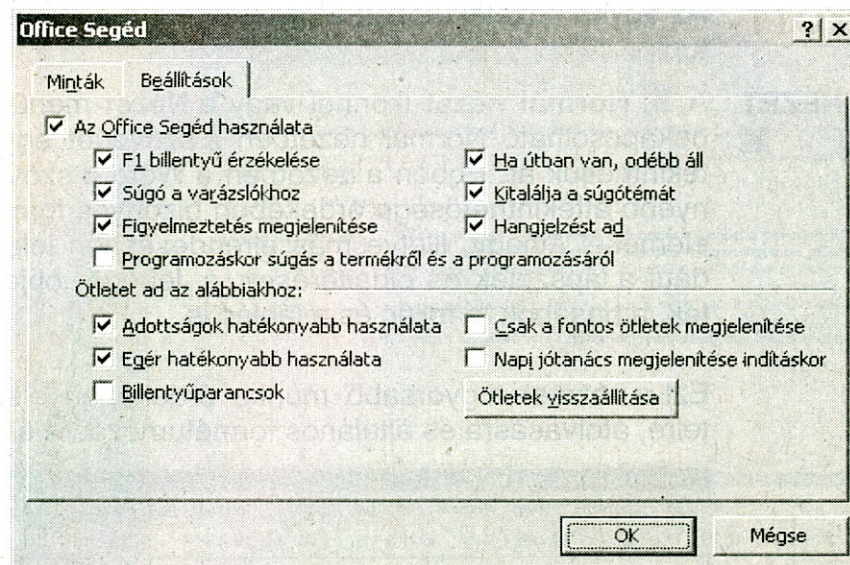 Office Segéd
Minták Beállítások
Az Office Segéd használata
F1 billentyű érzékelése Ha útban van, odébb áll
Súgó a varázslókhoz Kitalálja a súgótémát
Figyelmeztetés megjelenítése Hangjelzést ad
Programozáskor súgás a termékről és a programozásáról
Ötletet ad az alábbiakhoz:
Adottságok hatékonyabb használata Csak a fontos ötletek megjelenítése
Egér hatékonyabb használata Napi jótanács megjelenítése indításkor
Billentyűparancsok Ötletek visszaállítása
OK Mégse